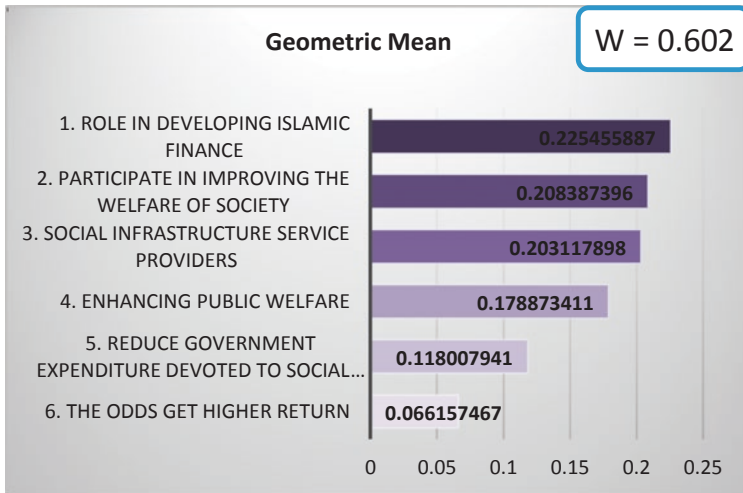 Geometric Mean
W = 0.602
1. ROLE IN DEVELOPING ISLAMIC
FINANCE
0.225455887
2. PARTICIPATE IN IMPROVING THE
WELFARE OF SOCIETY
0.208387396
3. SOCIAL INFRASTRUCTURE SERVICE
PROVIDERS
0.203117898
4. ENHANCING PUBLIC WELFARE
0.178873411
5. REDUCE GOVERNMENT
EXPENDITURE DEVOTED TO SOCIAL...
0.118007941
6. THE ODDS GET HIGHER RETURN
0.066157467
0 0.05 0.1 0.15 0.2 0.25